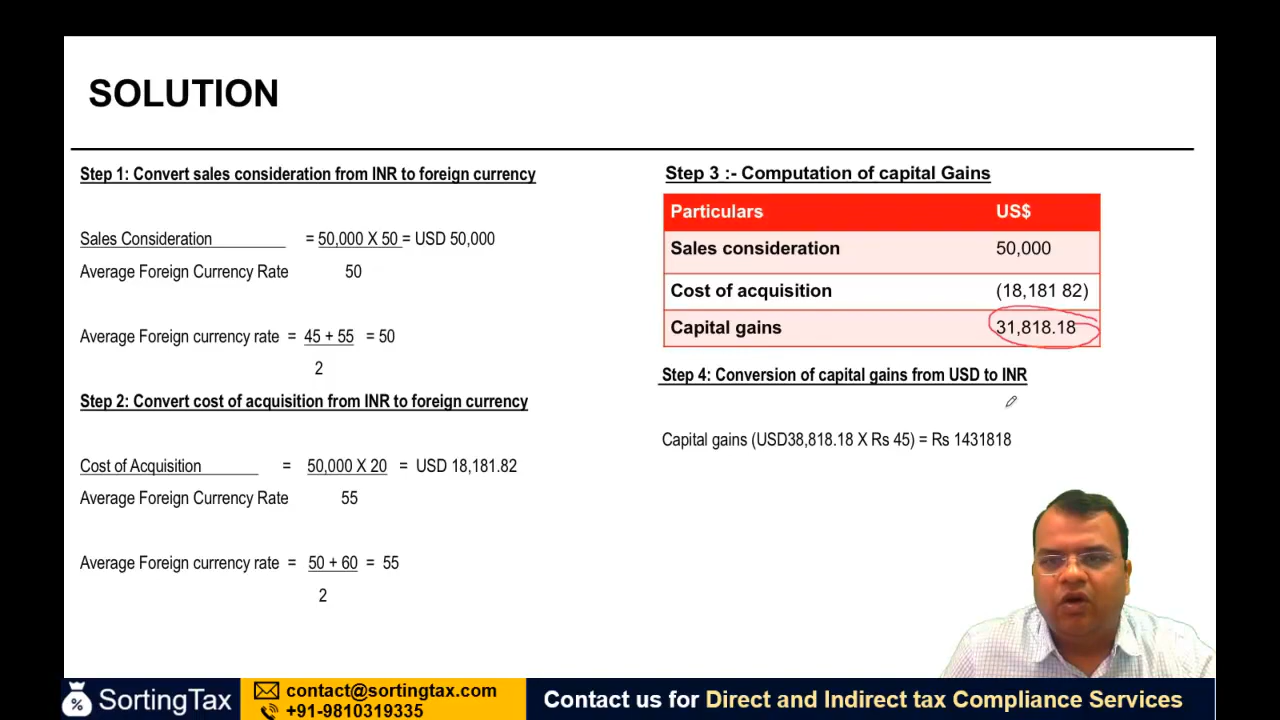 SOLUTION
Step 1: Convert sales consideration from INR to foreign currency
Sales Consideration = 50,000 X 50 = USD 50,000
Average Foreign Currency Rate 50
Average Foreign currency rate = 45 + 55 = 50
2
Step 2: Convert cost of acquisition from INR to foreign currency
Cost of Acquisition = 50,000 X 20 = USD 18,181.82
Average Foreign Currency Rate 55
Average Foreign currency rate = 50 + 60 = 55
2
Step 3 :- Computation of capital Gains
Particulars US$
Sales consideration 50,000
Cost of acquisition (18,181 82)
Capital gains 31,818.18
Step 4: Conversion of capital gains from USD to INR
Capital gains (USD38,818.18 X Rs 45) = Rs 1431818
% SortingTax
contact@sortingtax.com
+91-9810319335
Contact us for Direct and Indirect tax Compliance Services